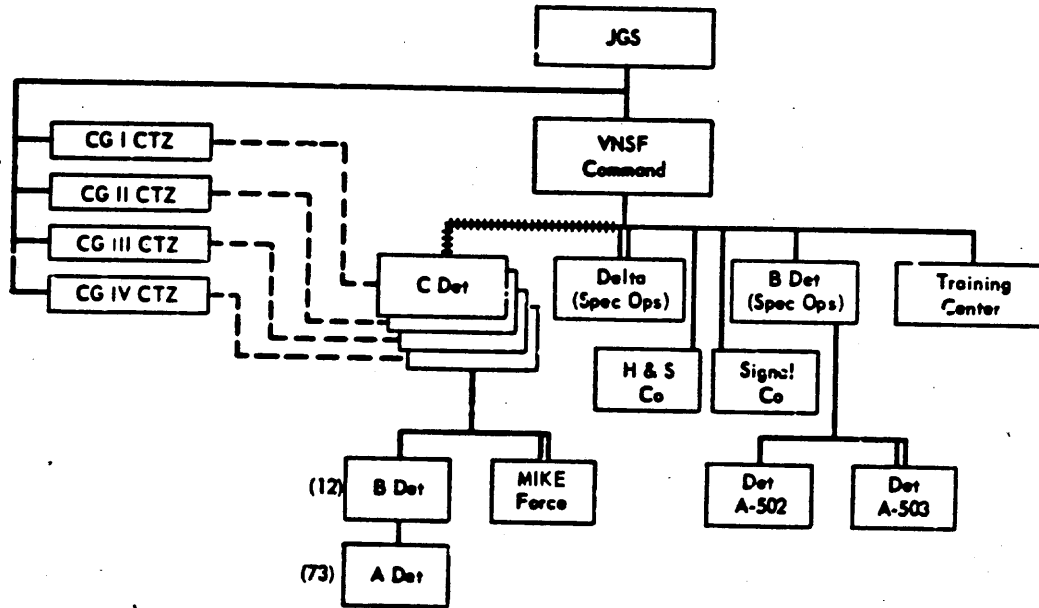 JGS
VNSF
Command
CG I CTZ
CG II CTZ
CG III CTZ
CG IV CTZ
C Det
Delta
(Spec Ops)
B Det
(Spec Ops)
Training
Center
H & S
Co
Signal
Co
(12)
B Det
MIKE
Force
Det
A-502
Det
A-503
(73)
A Det